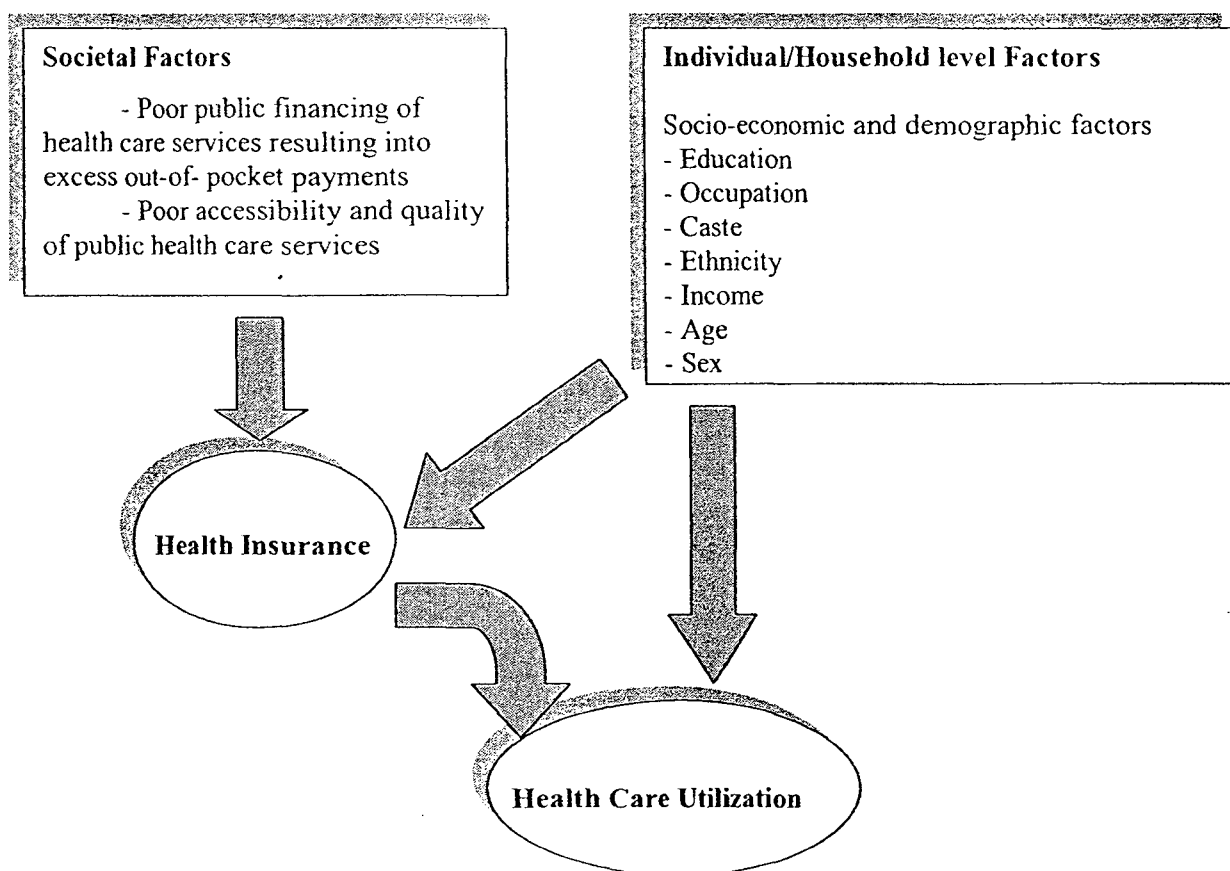 Societal Factors
- Poor public financing of
health care services resulting into
excess out-of- pocket payments
- Poor accessibility and quality
of public health care services
Individual/Household level Factors
Socio-economic and demographic factors
- Education
- Occupation
- Caste
- Ethnicity
- Income
- Age
- Sex
Health Insurance
Health Care Utilization